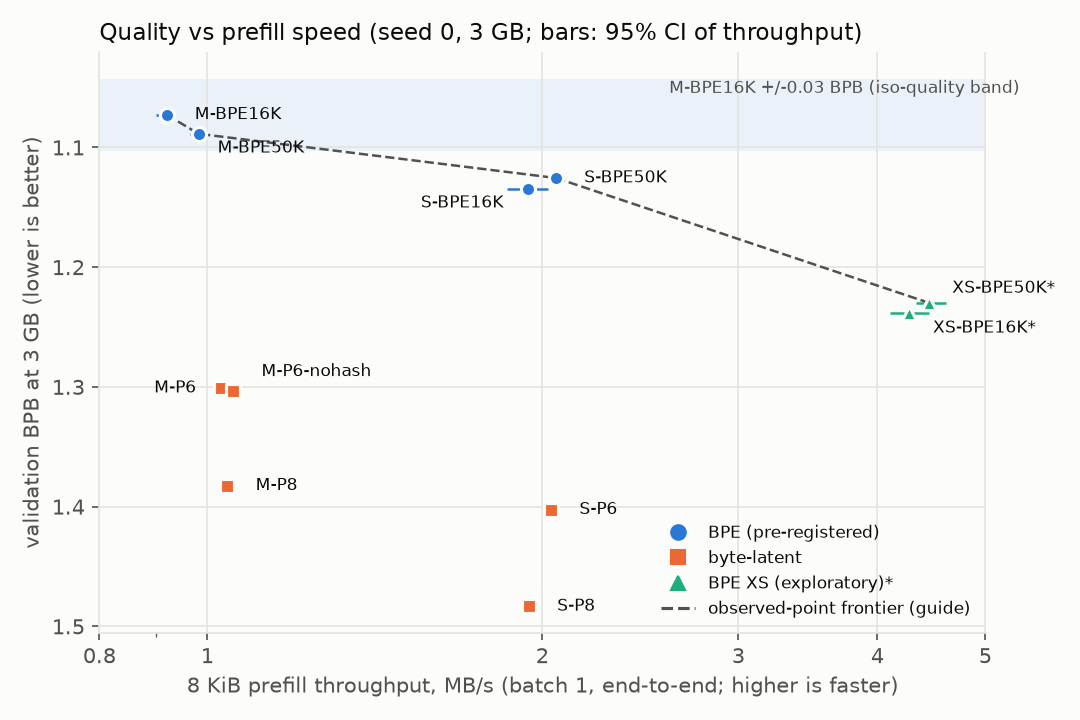 Quality vs prefill speed (seed 0, 3 GB; bars: 95% CI of throughput)
M-BPE16K +/-0.03 BPB (iso-quality band)
M-BPE16K
M-BPE50K
S-BPE50K
S-BPE16K
XS-BPE50K*
XS-BPE16K*
M-P6-nohash
M-P6
M-P8
S-P6
S-P8
BPE (pre-registered)
byte-latent
BPE XS (exploratory)*
observed-point frontier (guide)
validation BPB at 3 GB (lower is better)
1.1
1.2
1.3
1.4
1.5
0.8
1
2
3
4
5
8 KiB prefill throughput, MB/s (batch 1, end-to-end; higher is faster)